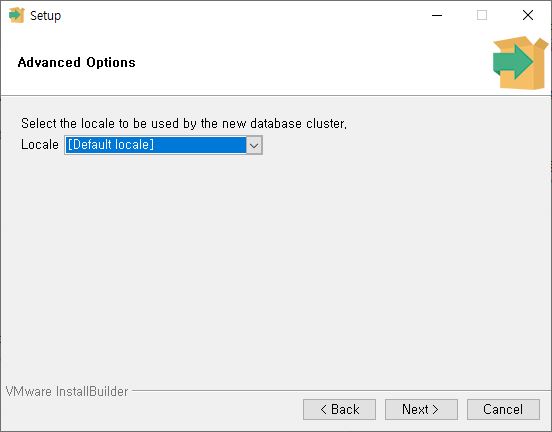 Setup
Advanced Options
Select the locale to be used by the new database cluster.
Locale [Default locale]
VMware InstallBuilder
< Back Next > Cancel